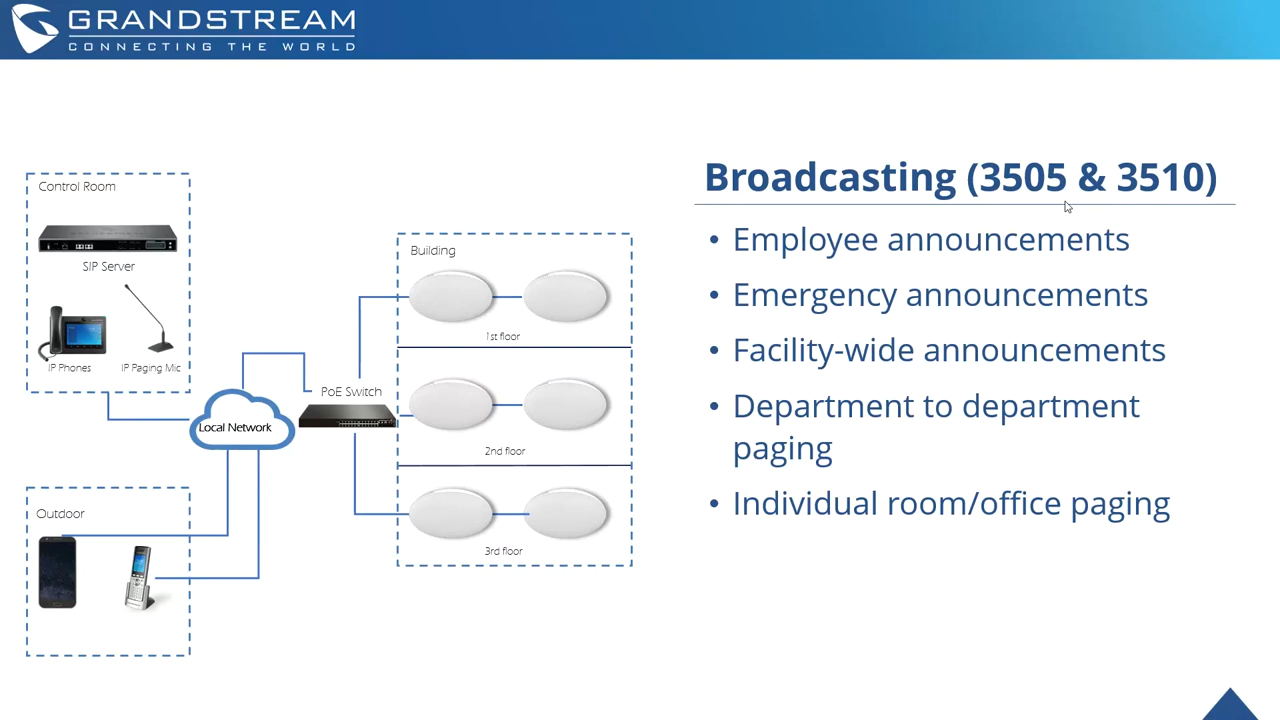 GRANDSTREAM
CONNECTING THE WORLD
Control Room
SIP Server
IP Phones
IP Paging Mic
Local Network
PoE Switch
Outdoor
Building
1st floor
2nd floor
3rd floor
Broadcasting (3505 & 3510)
• Employee announcements
• Emergency announcements
• Facility-wide announcements
• Department to department
paging
• Individual room/office paging